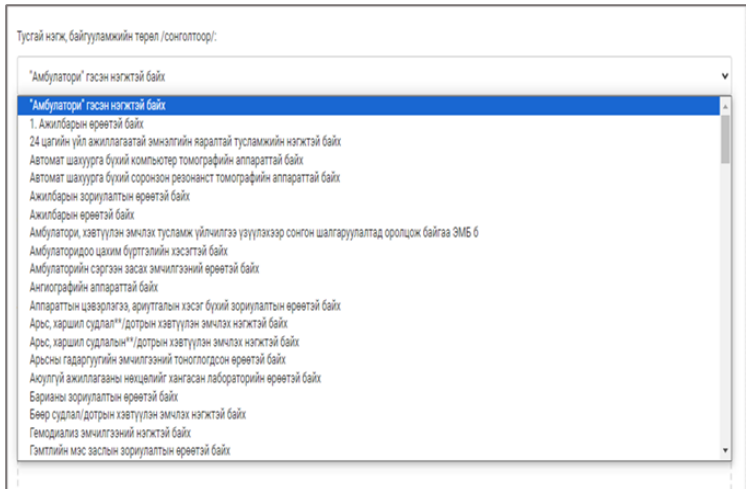 Тусгай нэгж, байгууламжийн төрөл /сонголтоор/:
"Амбулатори" гэсэн нэгжтэй байх
"Амбулатори" гэсэн нэгжтэй байх
1. Ажилбарын өрөөтэй байх
24 цагийн үйл ажиллагаатай эмнэлгийн яаралтай тусламжийн нэгжтэй байх
Автомат шахуурга бүхий компьютер томографийн аппараттай байх
Автомат шахуурга бүхий соронзон резонанст томографийн аппараттай байх
Ажилбарын зориулалтын өрөөтэй байх
Ажилбарын өрөөтэй байх
Амбулатори, хэвтүүлэн эмчлэх тусламж үйлчилгээ үзүүлэхээр сонгон шалгаруулалтад оролцож байгаа ЭМБ б
Амбулаторидоо цахим бүртгэлийн хэсэгтэй байх
Амбулаторийн сэргээн засах эмчилгээний өрөөтэй байх
Ангиографийн аппараттай байх
Аппаратын цэвэрлэгээ, ариутгалын хэсэг бүхий зориулалтын өрөөтэй байх
Арьс, харшил судлал**/дотрын хэвтүүлэн эмчлэх нэгжтэй байх
Арьс, харшил судлалын**/дотрын хэвтүүлэн эмчлэх нэгжтэй байх
Арьсны гадаргуугийн эмчилгээний тоноглогдсон өрөөтэй байх
Аюулгүй ажиллагааны нөхцөлийг хангасан лабораторийн өрөөтэй байх
Барианы зориулалтын өрөөтэй байх
Бөөр судлал/дотрын хэвтүүлэн эмчлэх нэгжтэй байх
Гемодиализ эмчилгээний нэгжтэй байх
Гэмтлийн мэс заслын зориулалтын өрөөтэй байх